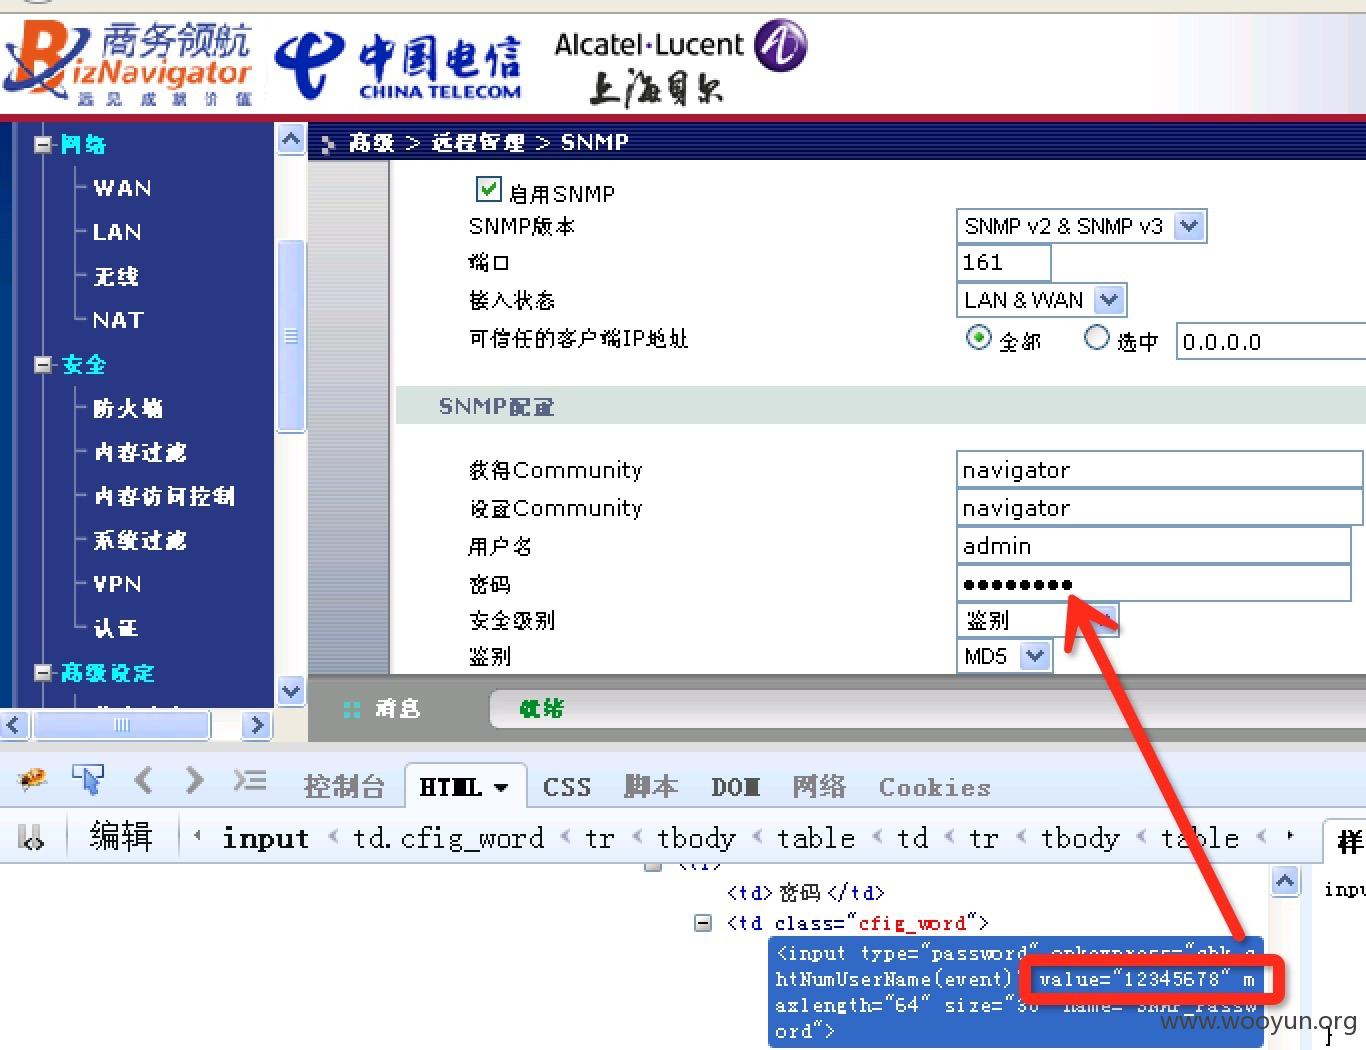 商务领航
BizNavigator
远见成就价值
中国电信
CHINA TELECOM
Alcatel·Lucent
上海贝尔
网络
WAN
LAN
无线
NAT
安全
防火墙
内容过滤
内容访问控制
系统过滤
VPN
认证
高级设定
高级 > 远程管理 > SNMP
启用SNMP
SNMP版本
SNMP v2 & SNMP v3
端口
161
接入状态
LAN & WAN
可信任的客户端IP地址
全部
选中
0.0.0.0
SNMP配置
获得Community
navigator
设置Community
navigator
用户名
admin
密码
••••••••
安全级别
鉴别
鉴别
MD5
消息
就绪
控制台
HTML
CSS
脚本
DOM
网络
Cookies
编辑
input < td.cfig_word < tr < tbody < table < td < tr < tbody < table <
样
<td>密码</td>
<td class="cfig_word">
<input type="password"
htNumUserName(event)" value="12345678" m
axlength="64" size="30" name="SNMP_Passw
ord">
inpu
}
www.wooyun.org